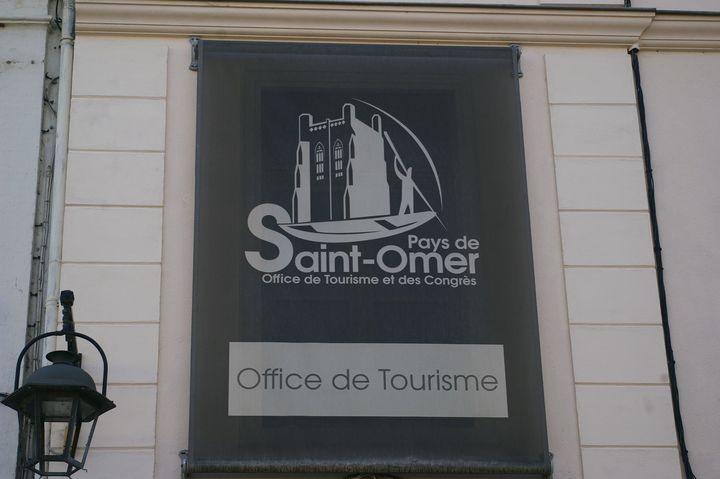 Pays de
Saint-Omer
Office de Tourisme et des Congrès
Office de Tourisme